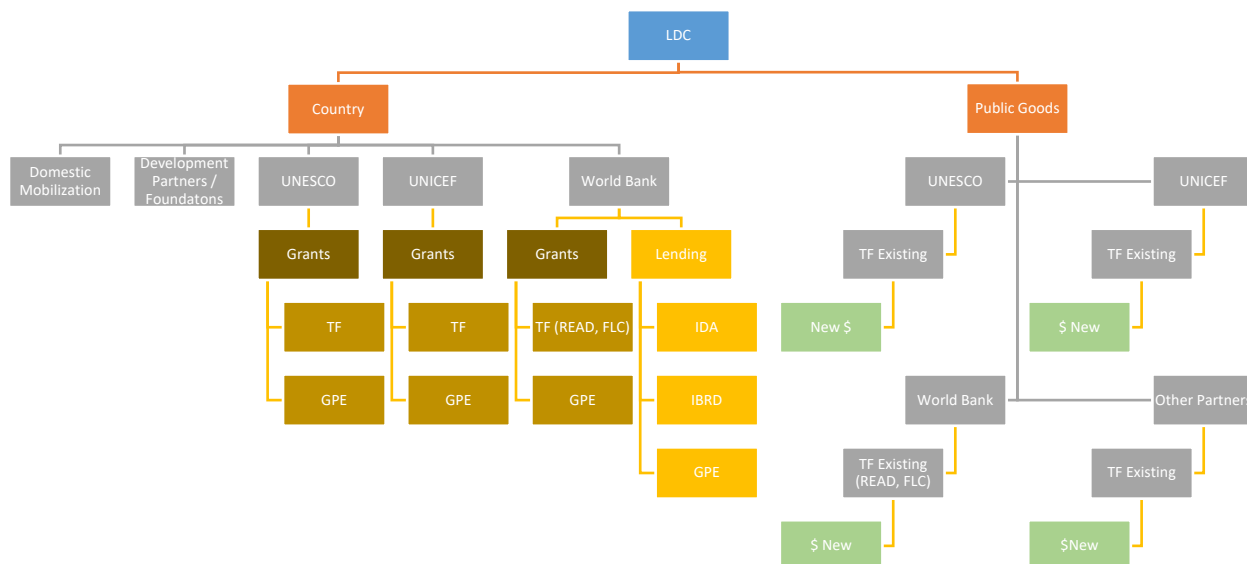 LDC
Country
Public Goods
Domestic
Mobilization
Development
Partners /
Foundatons
UNESCO
UNICEF
World Bank
UNESCO
UNICEF
Grants
Grants
Grants
Lending
TF Existing
TF Existing
TF
TF
TF (READ, FLC)
IDA
New $
$ New
GPE
GPE
GPE
IBRD
World Bank
Other Partners
GPE
TF Existing
(READ, FLC)
TF Existing
$ New
$New